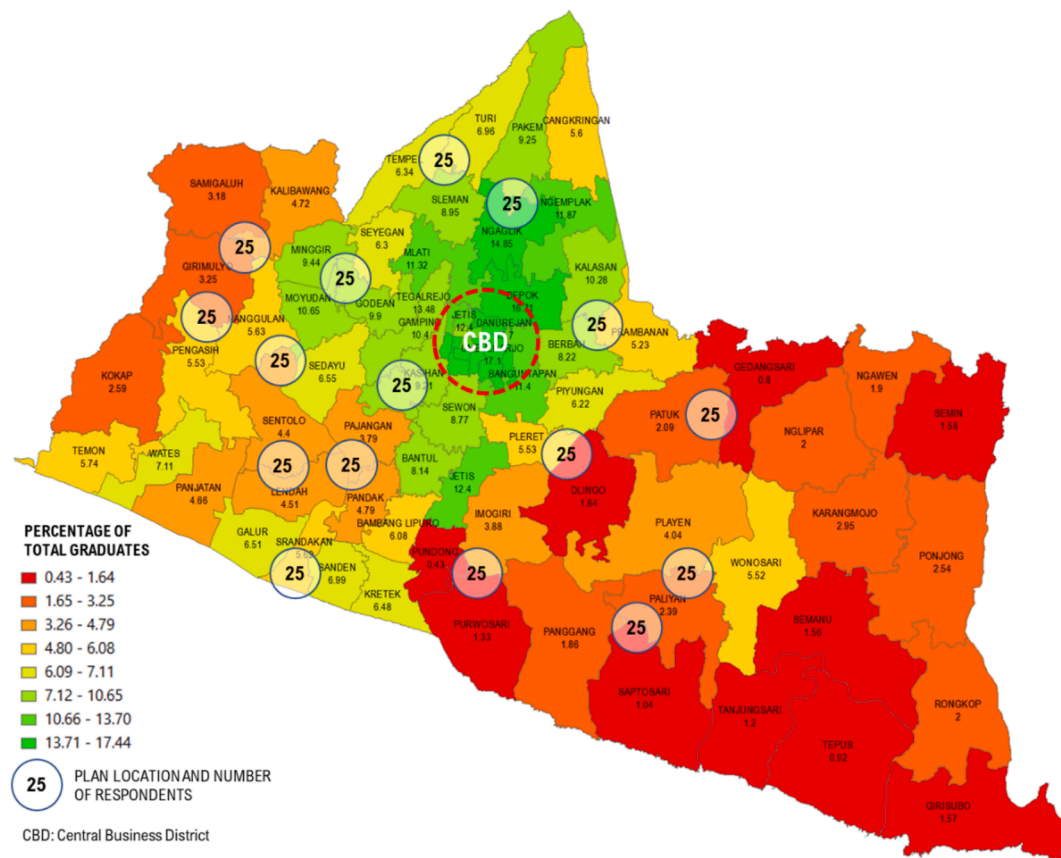 TURI
6.96
PAKEM
9.25
CANGKRINGAN
5.6
TEMPEL
6.34
25
SAMIGALUH
3.18
KALIBAWANG
4.72
SLEMAN
8.95
25
NGEMPLAK
11.87
SEYEGAN
6.3
NGAGLIK
14.85
25
MINGGIR
9.44
MLATI
11.32
GIRIMULYO
3.25
25
KALASAN
10.28
MOYUDAN
10.65
GODEAN
9.9
TEGALREJO
13.48
DEPOK
25
NANGGULAN
5.63
GAMPING
10.4
JETIS
12.4
DANUREJAN
25
PRAMBANAN
5.23
CBD
17.1
BERBAH
8.22
PENGASIH
5.53
25
SEDAYU
6.55
KASIHAN
9.21
25
BANGUNTAPAN
11.4
KOKAP
2.59
PIYUNGAN
6.22
GEDANGSARI
0.8
NGAWEN
1.9
SEMIN
1.58
SEWON
8.77
PATUK
2.09
25
NGLIPAR
2
SENTOLO
4.4
PAJANGAN
3.79
PLERET
5.53
25
TEMON
5.74
WATES
7.11
25
25
BANTUL
8.14
JETIS
12.4
DLINGO
1.64
PANJATAN
4.66
LENDAH
4.51
PANDAK
4.79
IMOGIRI
3.88
KARANGMOJO
2.95
BAMBANG LIPURO
6.08
PLAYEN
4.04
PONJONG
2.54
GALUR
6.51
SRANDAKAN
5.69
PUNDONG
0.43
WONOSARI
5.52
25
SANDEN
6.99
25
25
KRETEK
6.48
PALIYAN
2.39
PURWOSARI
1.33
PANGGANG
1.86
25
SEMANU
1.56
SAPTOSARI
1.04
TANJUNGSARI
1.2
RONGKOP
2
TEPUS
0.92
GIRISUBO
1.57
PERCENTAGE OF
TOTAL GRADUATES
0.43 - 1.64
1.65 - 3.25
3.26 - 4.79
4.80 - 6.08
6.09 - 7.11
7.12 - 10.65
10.66 - 13.70
13.71 - 17.44
25
PLAN LOCATION AND NUMBER
OF RESPONDENTS
CBD: Central Business District